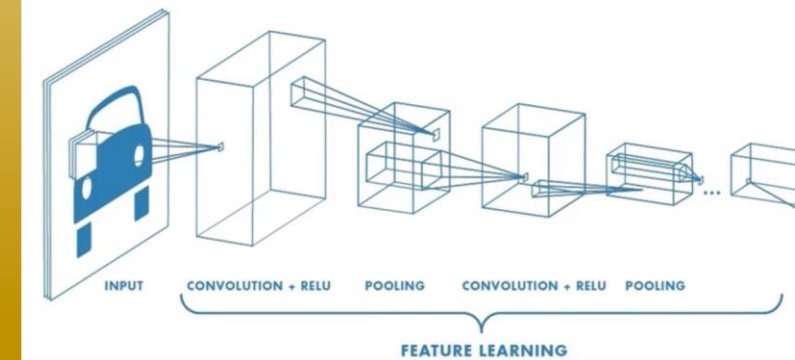 INPUT CONVOLUTION + RELU POOLING CONVOLUTION + RELU POOLING
...
FEATURE LEARNING